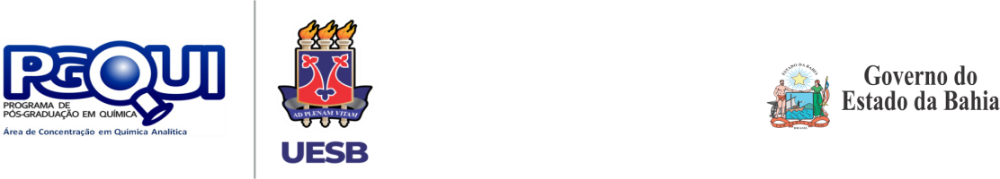 PGQUI
PROGRAMA DE
PÓS-GRADUAÇÃO EM QUÍMICA
Área de Concentração em Química Analítica
AD PLENAM VITAM
UESB
ESTADO DA BAHIA
BRASIL
Governo do
Estado da Bahia